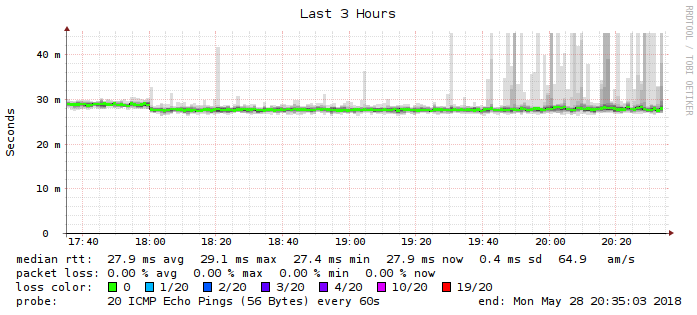 Last 3 Hours
RRDTOOL / TOBI OETIKER
Seconds
40 m
30 m
20 m
10 m
0
17:40 18:00 18:20 18:40 19:00 19:20 19:40 20:00 20:20
median rtt: 27.9 ms avg 29.1 ms max 27.4 ms min 27.9 ms now 0.4 ms sd 64.9 am/s
packet loss: 0.00 % avg 0.00 % max 0.00 % min 0.00 % now
loss color: 0 1/20 2/20 3/20 4/20 10/20 19/20
probe: 20 ICMP Echo Pings (56 Bytes) every 60s end: Mon May 28 20:35:03 2018